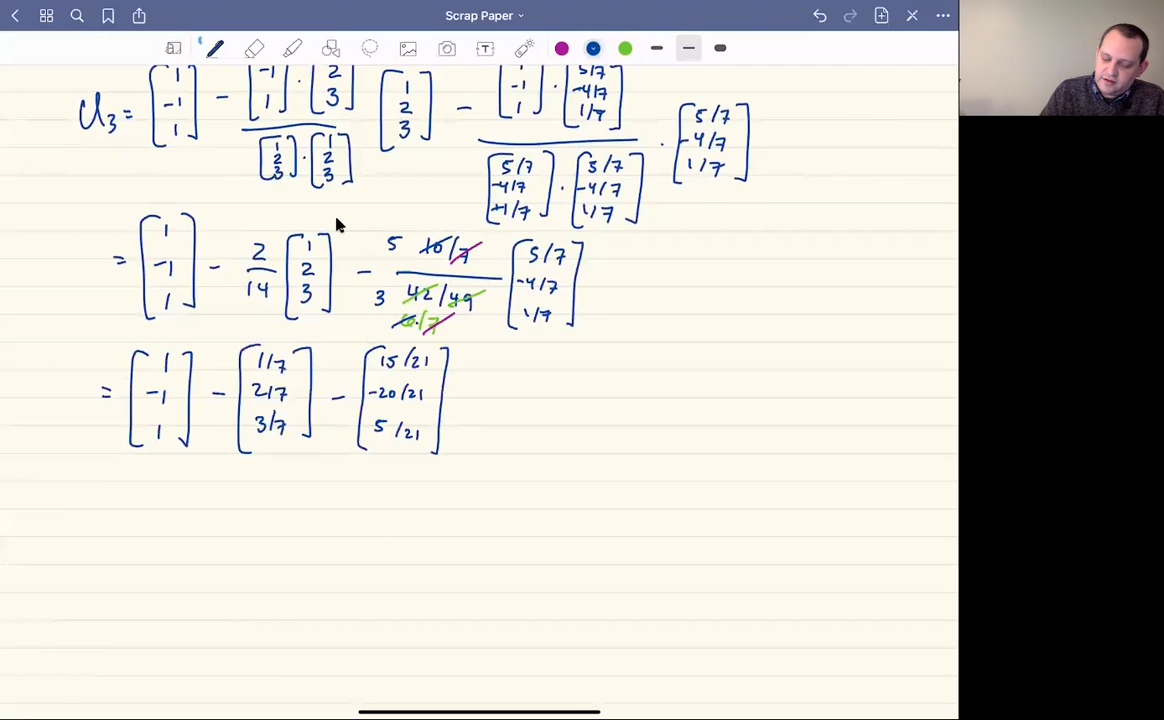 Scrap Paper
U₃ = [1 -1 1] - [-1 1] · [2 3] / [1 2 3] · [1 2 3] [1 2 3] - [1 -1 1] · [5/7 -4/7 1/7] / [5/7 -4/7 1/7] · [5/7 -4/7 1/7] · [5/7 -4/7 1/7]
= [1 -1 1] - 2/14 [1 2 3] - 5 10/7 / 3 42/49 6/7 [5/7 -4/7 1/7]
= [1 -1 1] - [1/7 2/7 3/7] - [15/21 -20/21 5/21]